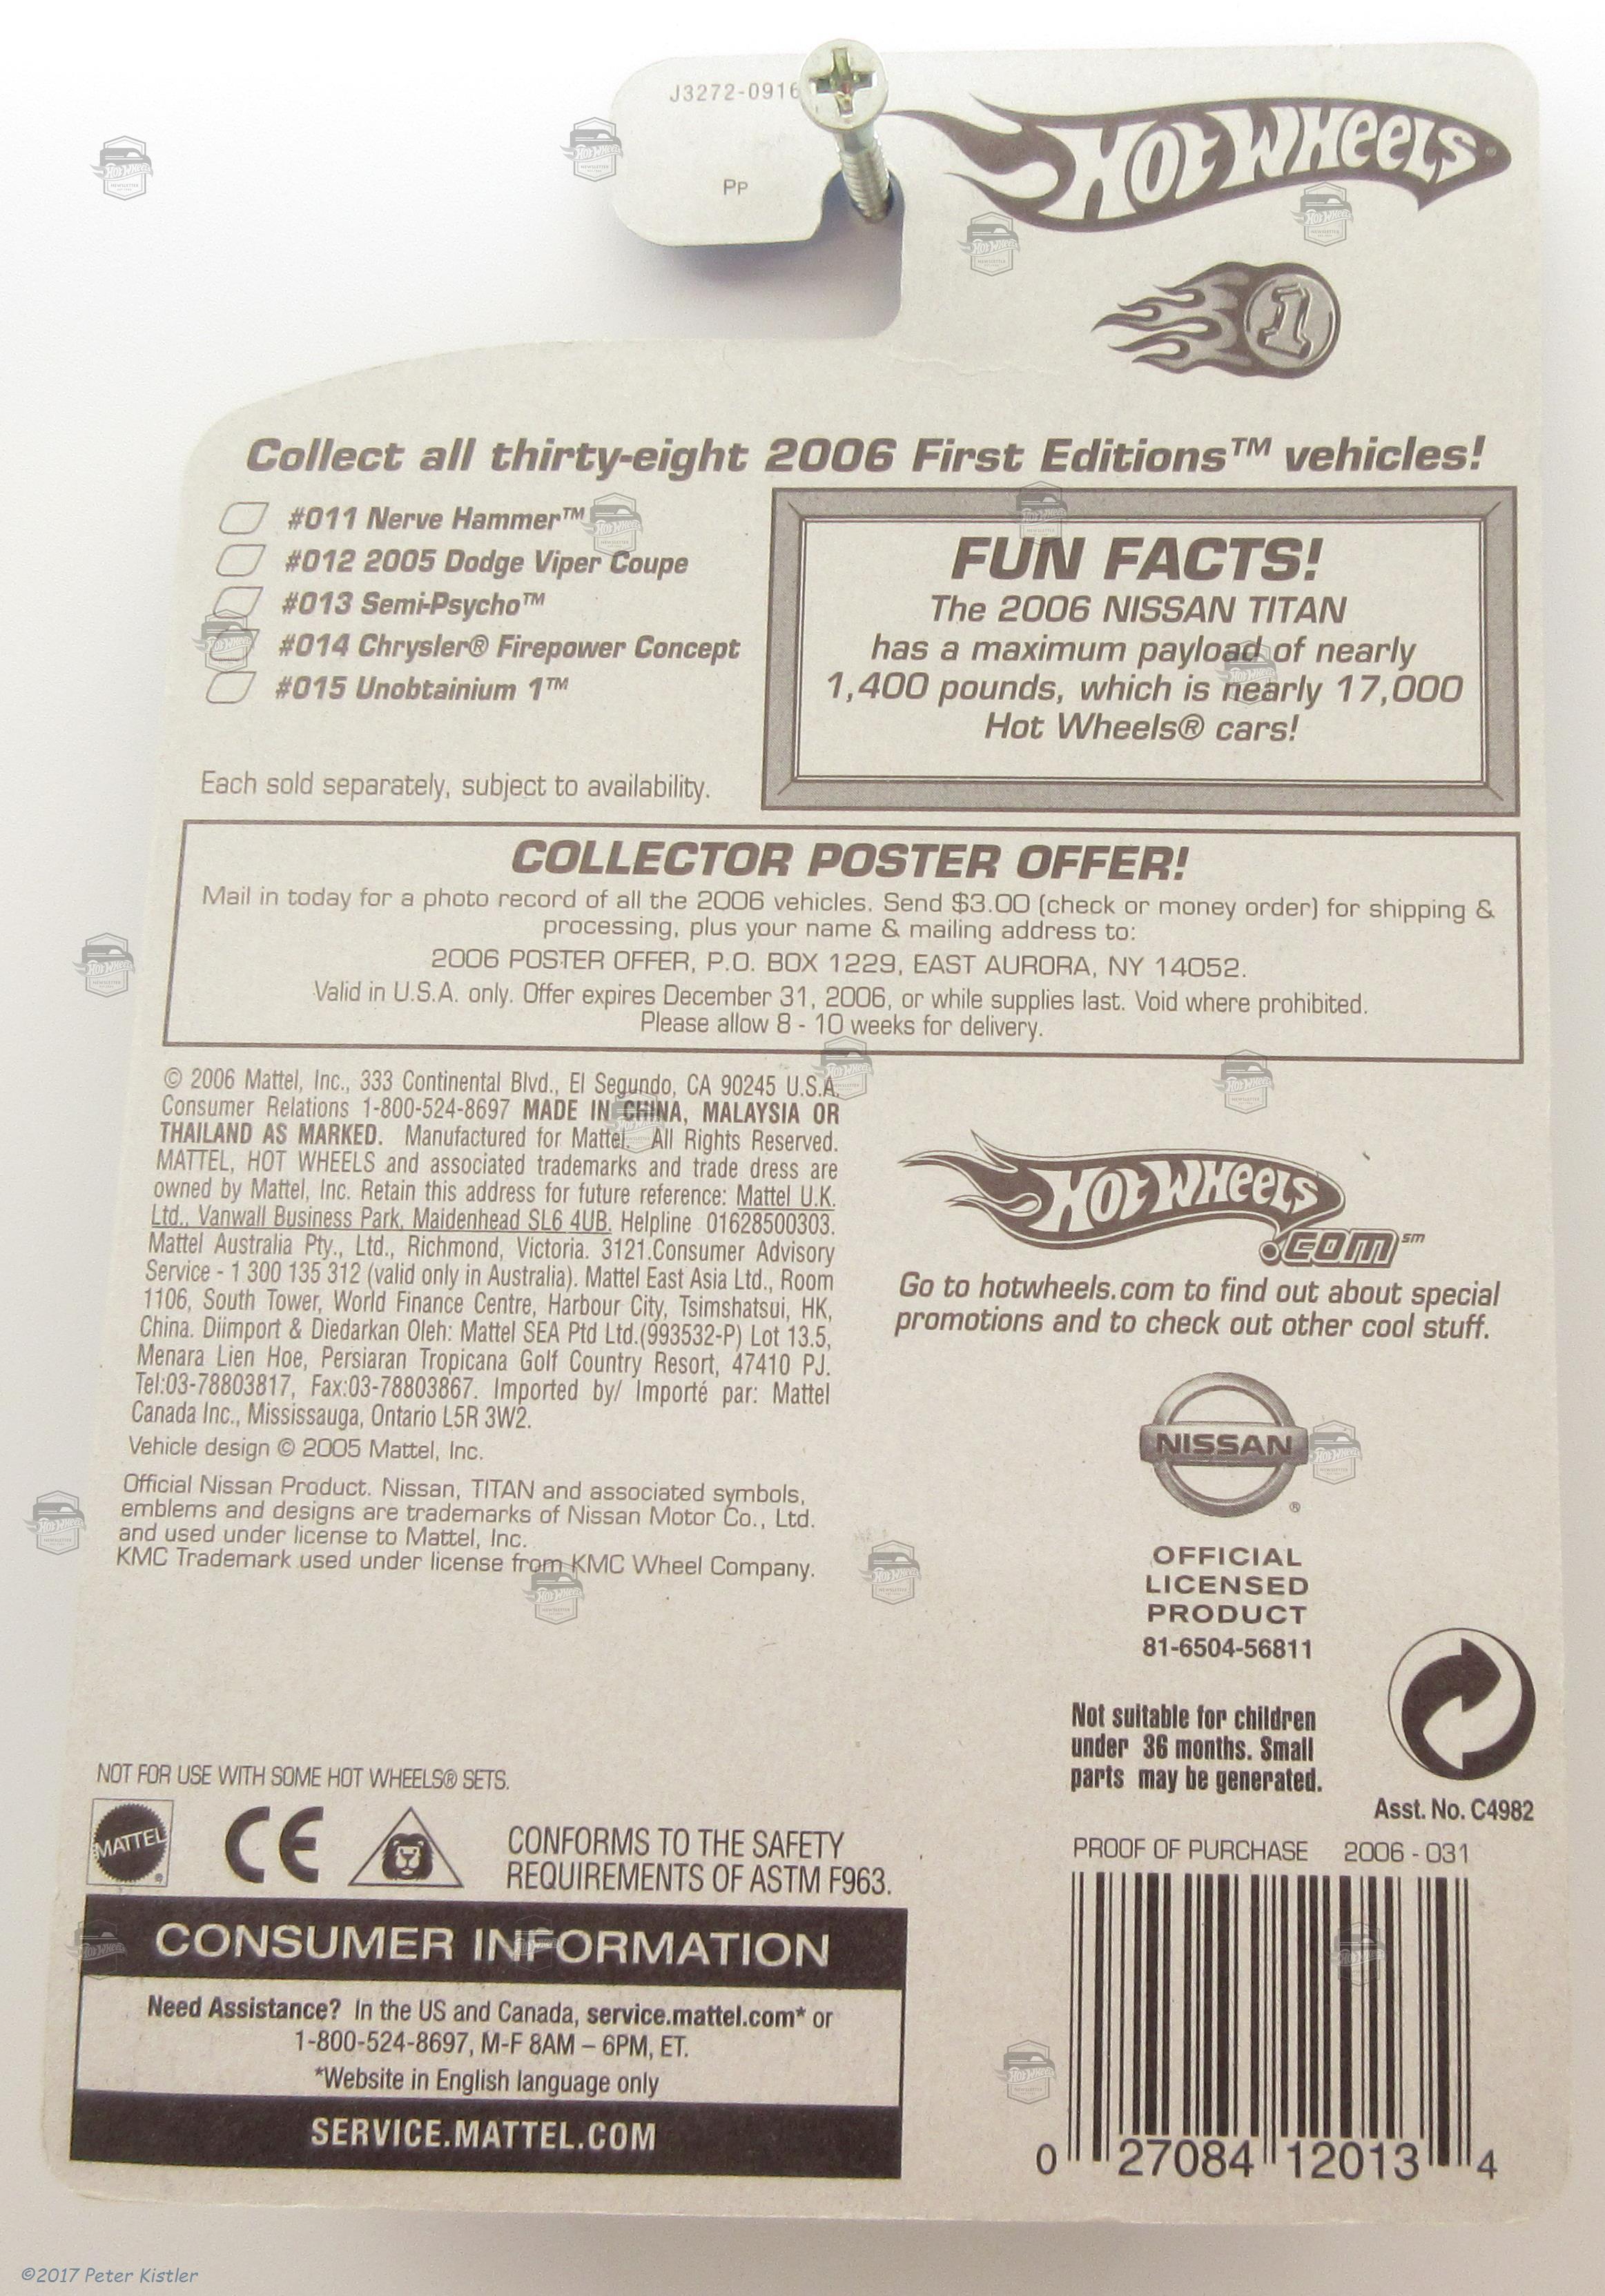 J3272-0916
Pp
HOT WHEELS
1
Collect all thirty-eight 2006 First Editions™ vehicles!
#011 Nerve Hammer™
#012 2005 Dodge Viper Coupe
#013 Semi-Psycho™
#014 Chrysler® Firepower Concept
#015 Unobtainium 1™
Each sold separately, subject to availability.
FUN FACTS!
The 2006 NISSAN TITAN
has a maximum payload of nearly
1,400 pounds, which is nearly 17,000
Hot Wheels® cars!
COLLECTOR POSTER OFFER!
Mail in today for a photo record of all the 2006 vehicles. Send $3.00 (check or money order) for shipping &
processing, plus your name & mailing address to:
2006 POSTER OFFER, P.O. BOX 1229, EAST AURORA, NY 14052.
Valid in U.S.A. only. Offer expires December 31, 2006, or while supplies last. Void where prohibited.
Please allow 8 - 10 weeks for delivery.
© 2006 Mattel, Inc., 333 Continental Blvd., El Segundo, CA 90245 U.S.A.
Consumer Relations 1-800-524-8697 MADE IN CHINA, MALAYSIA OR
THAILAND AS MARKED. Manufactured for Mattel. All Rights Reserved.
MATTEL, HOT WHEELS and associated trademarks and trade dress are
owned by Mattel, Inc. Retain this address for future reference: Mattel U.K.
Ltd., Vanwall Business Park, Maidenhead SL6 4UB. Helpline 01628500303.
Mattel Australia Pty., Ltd., Richmond, Victoria. 3121.Consumer Advisory
Service - 1 300 135 312 (valid only in Australia). Mattel East Asia Ltd., Room
1106, South Tower, World Finance Centre, Harbour City, Tsimshatsui, HK,
China. Diimport & Diedarkan Oleh: Mattel SEA Ptd Ltd.(993532-P) Lot 13.5,
Menara Lien Hoe, Persiaran Tropicana Golf Country Resort, 47410 PJ.
Tel:03-78803817, Fax:03-78803867. Imported by/ Importé par: Mattel
Canada Inc., Mississauga, Ontario L5R 3W2.
Vehicle design © 2005 Mattel, Inc.
Official Nissan Product. Nissan, TITAN and associated symbols,
emblems and designs are trademarks of Nissan Motor Co., Ltd.
and used under license to Mattel, Inc.
KMC Trademark used under license from KMC Wheel Company.
HOT WHEELS
.COM℠
Go to hotwheels.com to find out about special
promotions and to check out other cool stuff.
NISSAN
®
OFFICIAL
LICENSED
PRODUCT
81-6504-56811
Not suitable for children
under 36 months. Small
parts may be generated.
Asst. No. C4982
NOT FOR USE WITH SOME HOT WHEELS® SETS.
MATTEL
®
CE
CONFORMS TO THE SAFETY
REQUIREMENTS OF ASTM F963.
PROOF OF PURCHASE 2006 - 031
CONSUMER INFORMATION
Need Assistance? In the US and Canada, service.mattel.com* or
1-800-524-8697, M-F 8AM – 6PM, ET.
*Website in English language only
SERVICE.MATTEL.COM
0 27084 12013 4
©2017 Peter Kistler